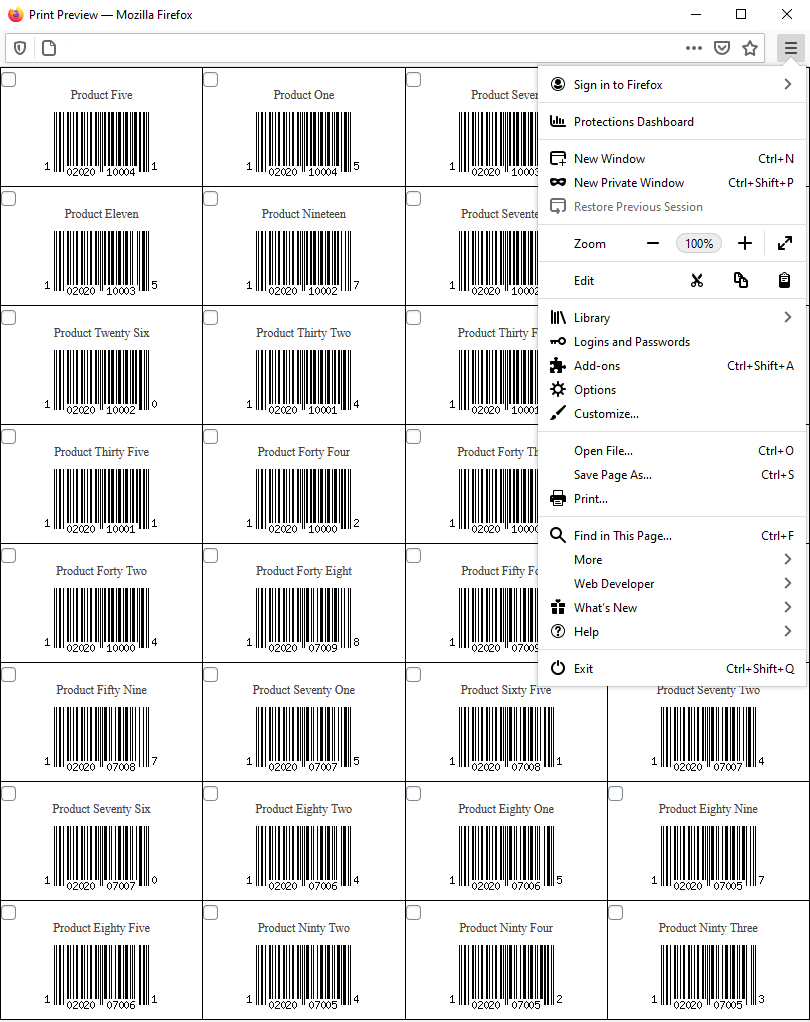 Print Preview — Mozilla Firefox
Product Five
Product One
Product Seven
1 02020 10004 1
1 02020 10004 5
1 02020 10003
Product Eleven
Product Nineteen
Product Sevente
1 02020 10003 5
1 02020 10002 7
1 02020 10002
Product Twenty Six
Product Thirty Two
Product Thirty F
1 02020 10002 0
1 02020 10001 4
1 02020 10001
Product Thirty Five
Product Forty Four
Product Forty Th
1 02020 10001 1
1 02020 10000 2
1 02020 10000
Product Forty Two
Product Forty Eight
Product Fifty Fo
1 02020 10000 4
1 02020 07009 8
1 02020 07009
Product Fifty Nine
Product Seventy One
Product Sixty Five
Product Seventy Two
1 02020 07008 7
1 02020 07007 5
1 02020 07008 1
1 02020 07007 4
Product Seventy Six
Product Eighty Two
Product Eighty One
Product Eighty Nine
1 02020 07007 0
1 02020 07006 4
1 02020 07006 5
1 02020 07005 7
Product Eighty Five
Product Ninty Two
Product Ninty Four
Product Ninty Three
1 02020 07006 1
1 02020 07005 4
1 02020 07005 2
1 02020 07005 3
Sign in to Firefox
Protections Dashboard
New Window Ctrl+N
New Private Window Ctrl+Shift+P
Restore Previous Session
Zoom 100%
Edit
Library
Logins and Passwords
Add-ons Ctrl+Shift+A
Options
Customize...
Open File... Ctrl+O
Save Page As... Ctrl+S
Print...
Find in This Page... Ctrl+F
More
Web Developer
What's New
Help
Exit Ctrl+Shift+Q